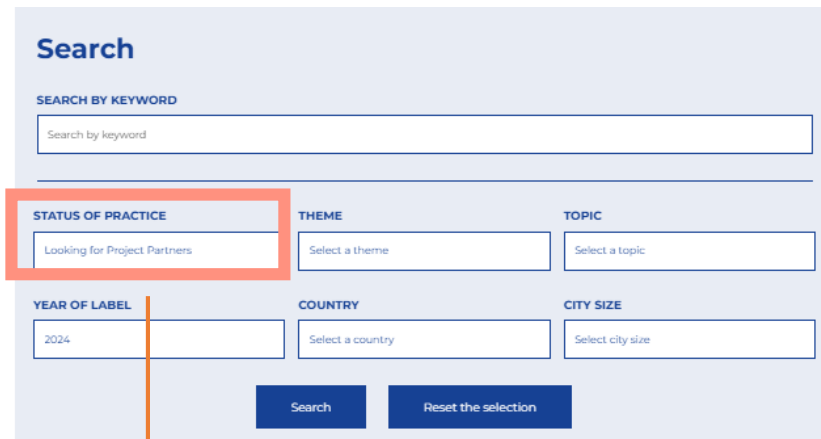 Search
SEARCH BY KEYWORD
Search by keyword
STATUS OF PRACTICE THEME TOPIC
Looking for Project Partners Select a theme Select a topic
YEAR OF LABEL COUNTRY CITY SIZE
2024 Select a country Select city size
Search Reset the selection